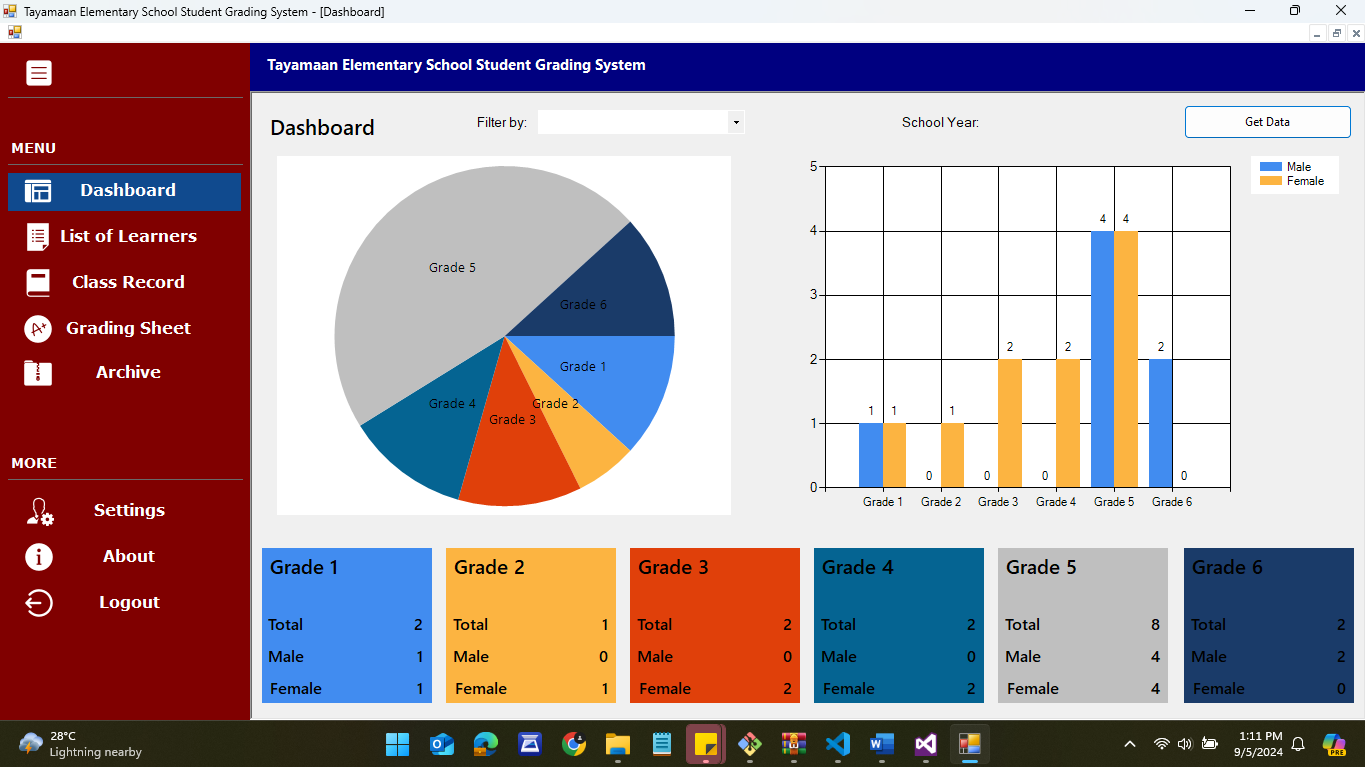 Tayamaan Elementary School Student Grading System - [Dashboard]
Tayamaan Elementary School Student Grading System
MENU
Dashboard
List of Learners
Class Record
Grading Sheet
Archive
MORE
Settings
About
Logout
Dashboard
Filter by:
School Year:
Get Data
Grade 5
Grade 6
Grade 1
Grade 2
Grade 4
Grade 3
Male
Female
5
4
3
2
1
0
1 1
0 1
0 2
0 2
4 4
2 0
Grade 1 Grade 2 Grade 3 Grade 4 Grade 5 Grade 6
Grade 1
Total 2
Male 1
Female 1
Grade 2
Total 1
Male 0
Female 1
Grade 3
Total 2
Male 0
Female 2
Grade 4
Total 2
Male 0
Female 2
Grade 5
Total 8
Male 4
Female 4
Grade 6
Total 2
Male 2
Female 0
28°C
Lightning nearby
1:11 PM
9/5/2024
PRE